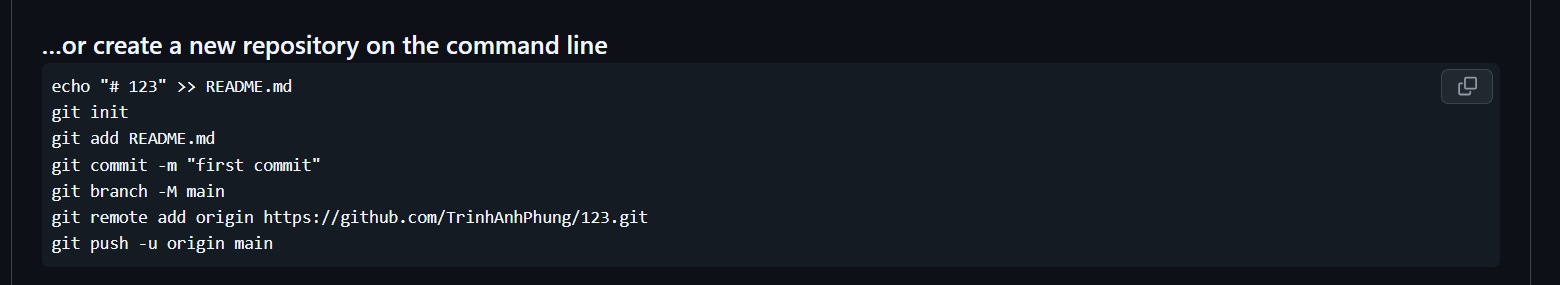 ...or create a new repository on the command line
echo "# 123" >> README.md
git init
git add README.md
git commit -m "first commit"
git branch -M main
git remote add origin https://github.com/TrinhAnhPhung/123.git
git push -u origin main